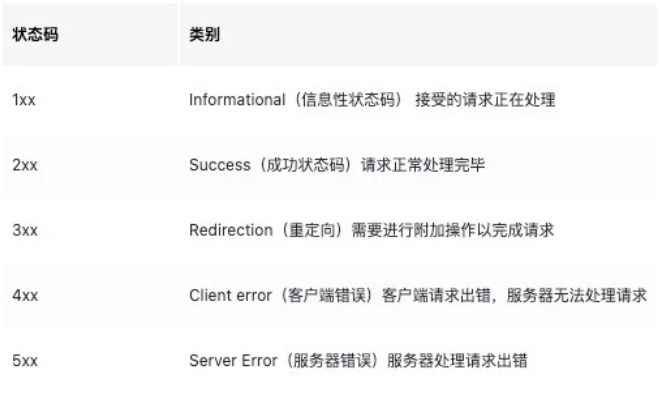 状态码 类别
1xx Informational（信息性状态码） 接受的请求正在处理
2xx Success（成功状态码）请求正常处理完毕
3xx Redirection（重定向）需要进行附加操作以完成请求
4xx Client error（客户端错误）客户端请求出错，服务器无法处理请求
5xx Server Error（服务器错误）服务器处理请求出错